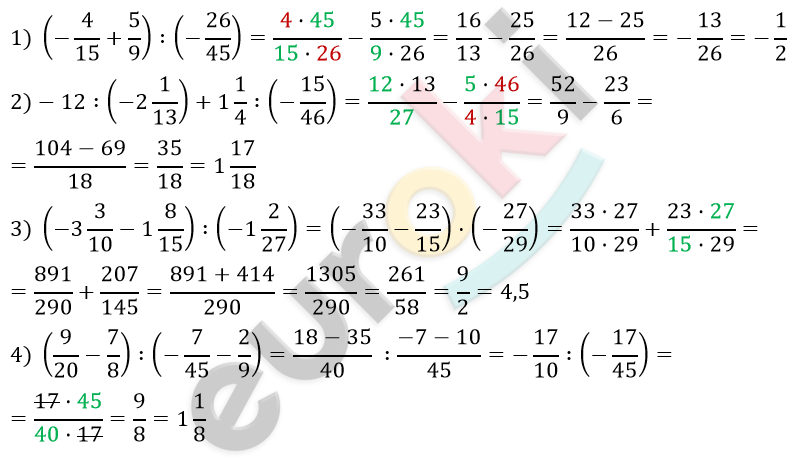 1) (−4/15 + 5/9) : (−26/45) = (4 · 45)/(15 · 26) − (5 · 45)/(9 · 26) = 16/13 − 25/26 = (12 − 25)/26 = −13/26 = −1/2
2) − 12 : (−2 1/13) + 1 1/4 : (−15/46) = (12 · 13)/27 − (5 · 46)/(4 · 15) = 52/9 − 23/6 =
= (104 − 69)/18 = 35/18 = 1 17/18
3) (−3 3/10 − 1 8/15) : (−1 2/27) = (−33/10 − 23/15) · (−27/29) = (33 · 27)/(10 · 29) + (23 · 27)/(15 · 29) =
= 891/290 + 207/145 = (891 + 414)/290 = 1305/290 = 261/58 = 9/2 = 4,5
4) (9/20 − 7/8) : (−7/45 − 2/9) = (18 − 35)/40 : (−7 − 10)/45 = −17/10 : (−17/45) =
= (17 · 45)/(40 · 17) = 9/8 = 1 1/8
euroki